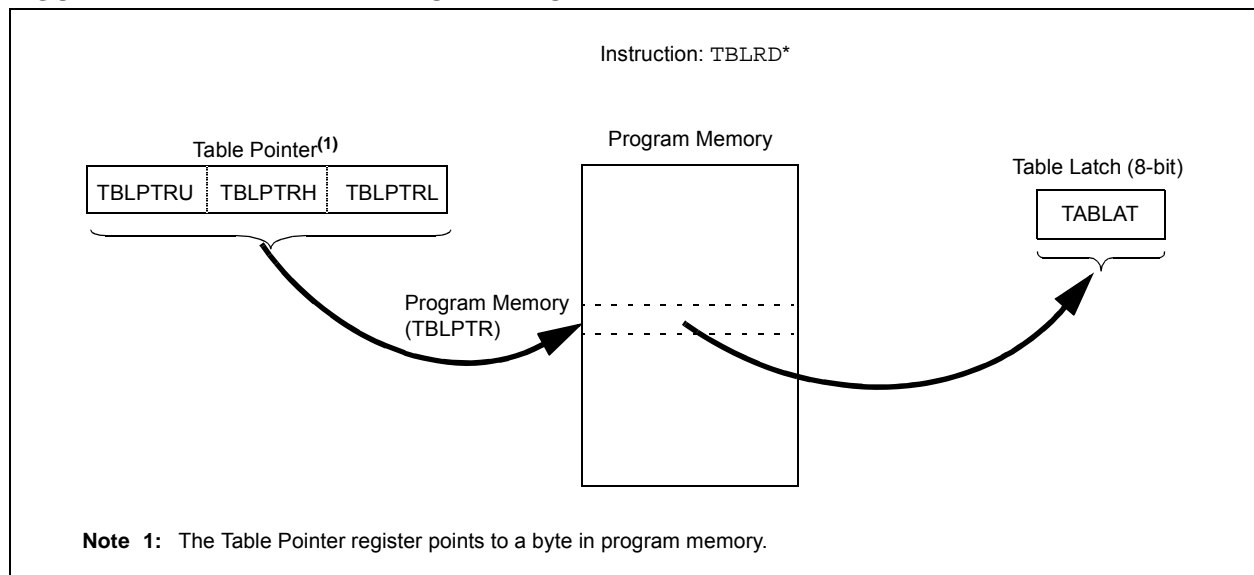 Instruction: TBLRD*
Table Pointer(1)
TBLPTRU TBLPTRH TBLPTRL
Program Memory
Table Latch (8-bit)
TABLAT
Program Memory
(TBLPTR)
Note 1: The Table Pointer register points to a byte in program memory.